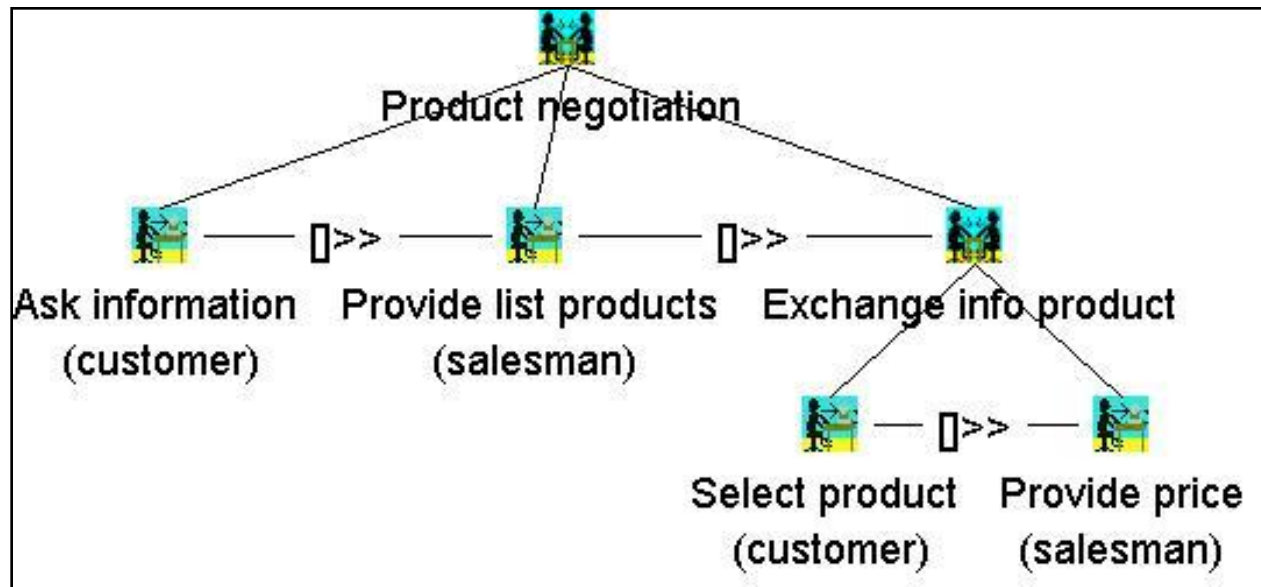 Product negotiation
[]>> []>>
Ask information Provide list products Exchange info product
(customer) (salesman)
[]>>
Select product Provide price
(customer) (salesman)